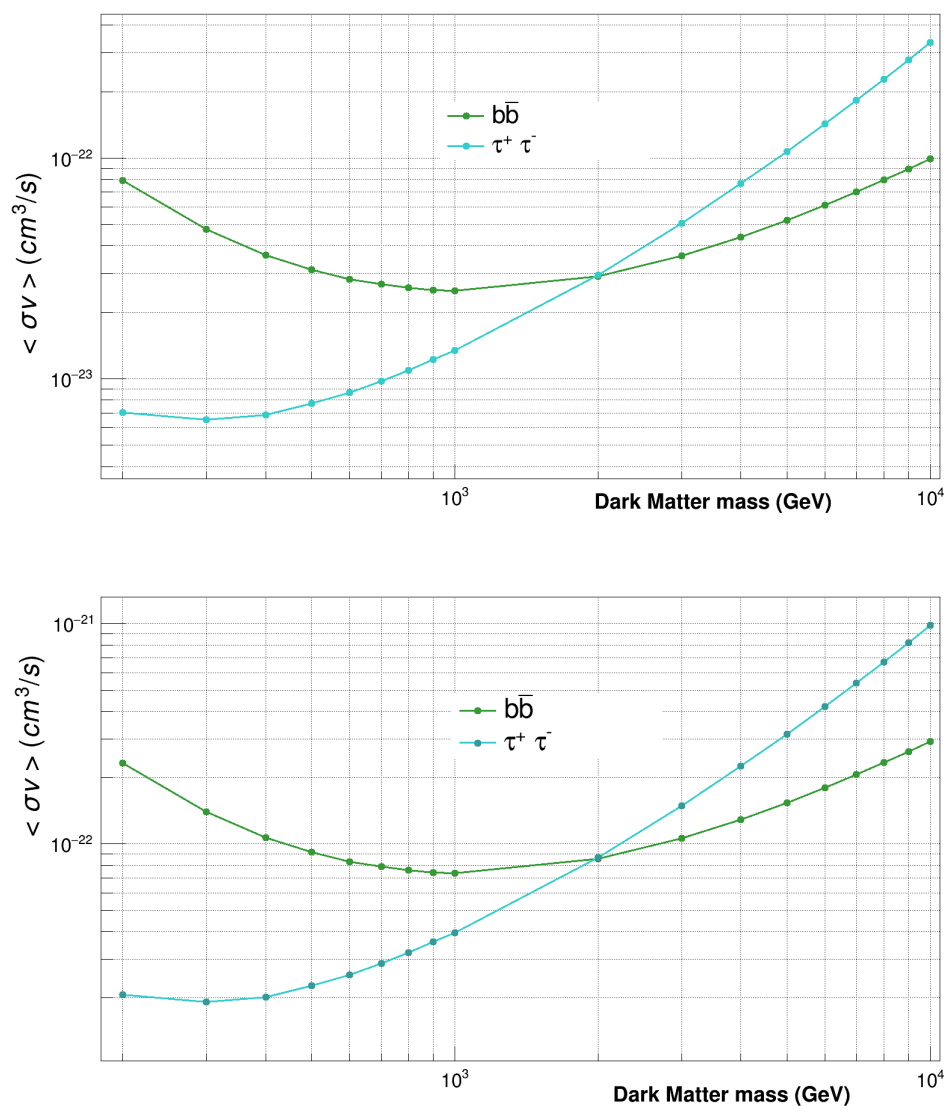 < σv > (cm³/s)
10⁻²²
10⁻²³
bb̅
τ⁺ τ⁻
10³
10⁴
Dark Matter mass (GeV)
< σv > (cm³/s)
10⁻²¹
10⁻²²
bb̅
τ⁺ τ⁻
10³
10⁴
Dark Matter mass (GeV)